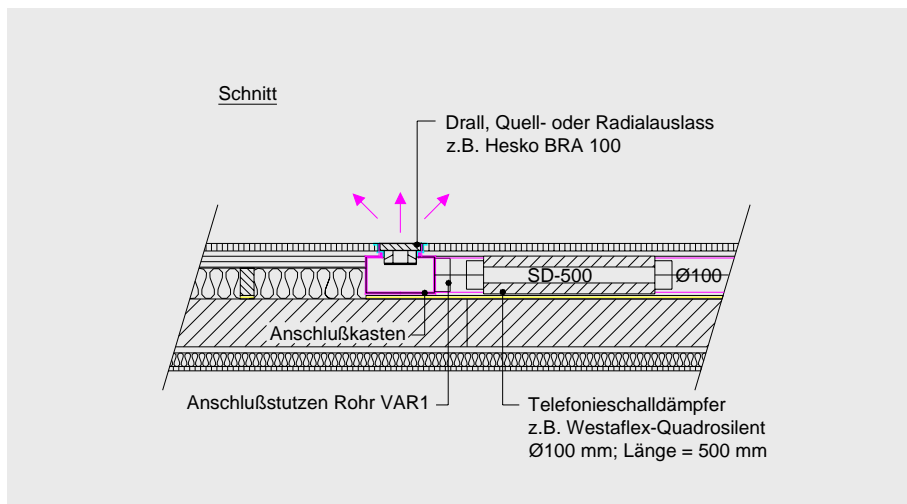 Schnitt
Drall, Quell- oder Radialauslass
z.B. Hesko BRA 100
SD-500
Ø100
Anschlußkasten
Anschlußstutzen Rohr VAR1
Telefonieschalldämpfer
z.B. Westaflex-Quadrosilent
Ø100 mm; Länge = 500 mm